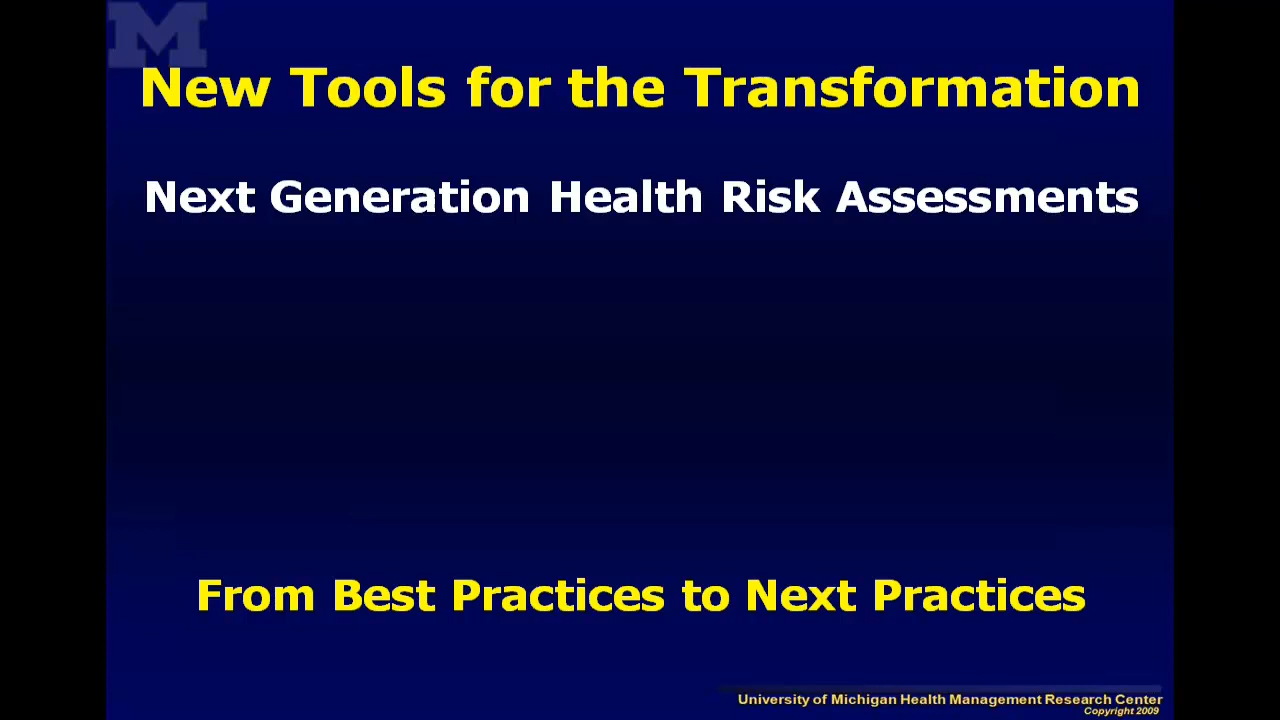 M
New Tools for the Transformation
Next Generation Health Risk Assessments
From Best Practices to Next Practices
University of Michigan Health Management Research Center
Copyright 2009